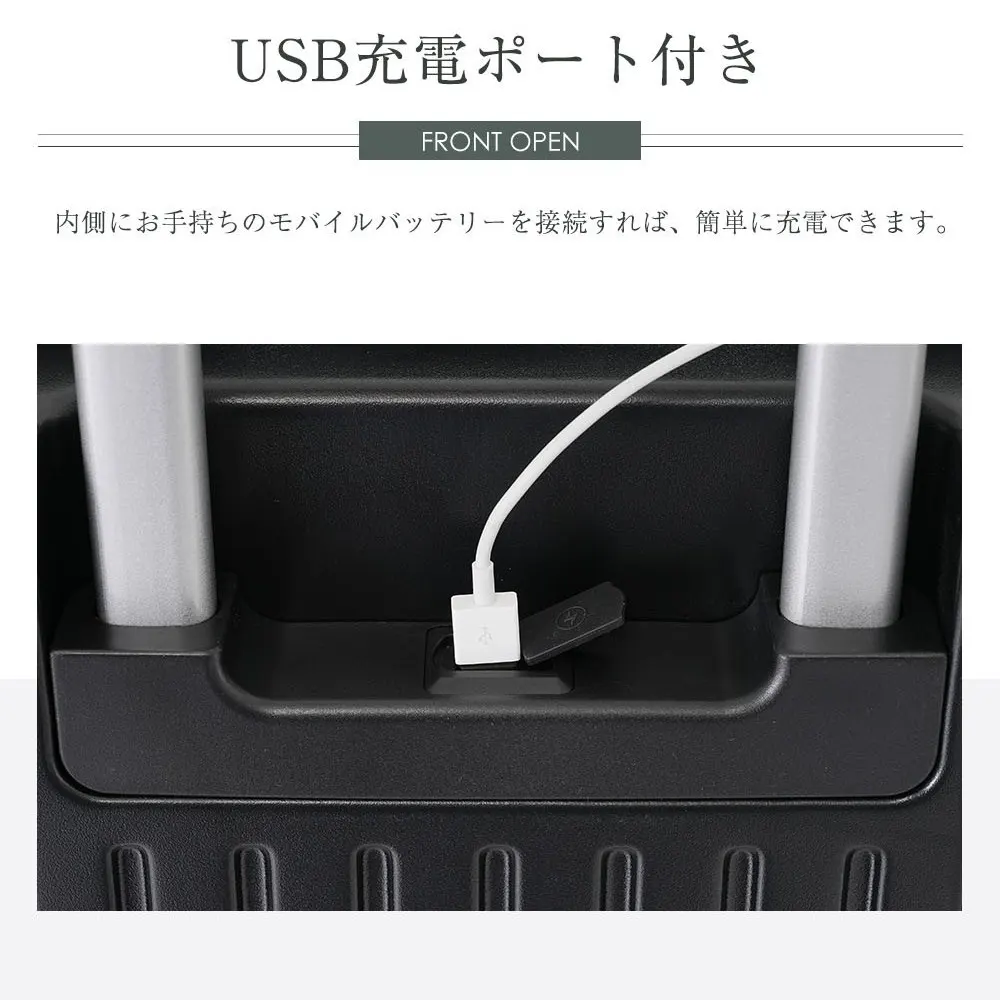 USB充電ポート付き
FRONT OPEN
内側にお手持ちのモバイルバッテリーを接続すれば、簡単に充電できます。